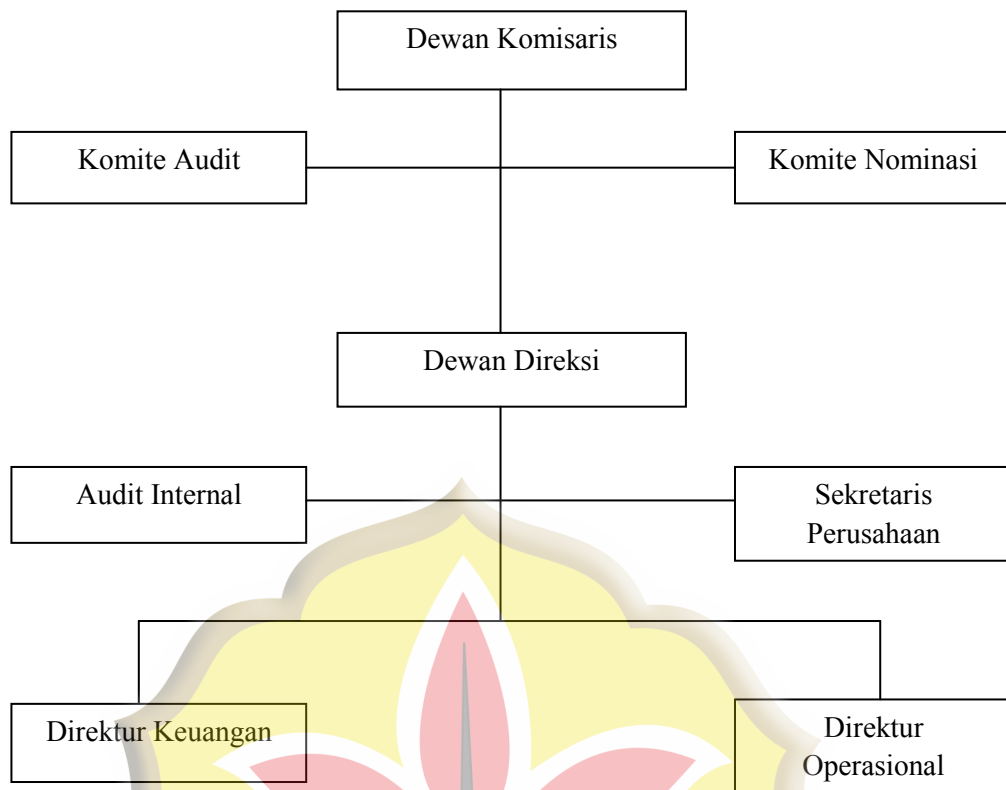 Dewan Komisaris
Komite Audit
Komite Nominasi
Dewan Direksi
Audit Internal
Sekretaris
Perusahaan
Direktur Keuangan
Direktur
Operasional